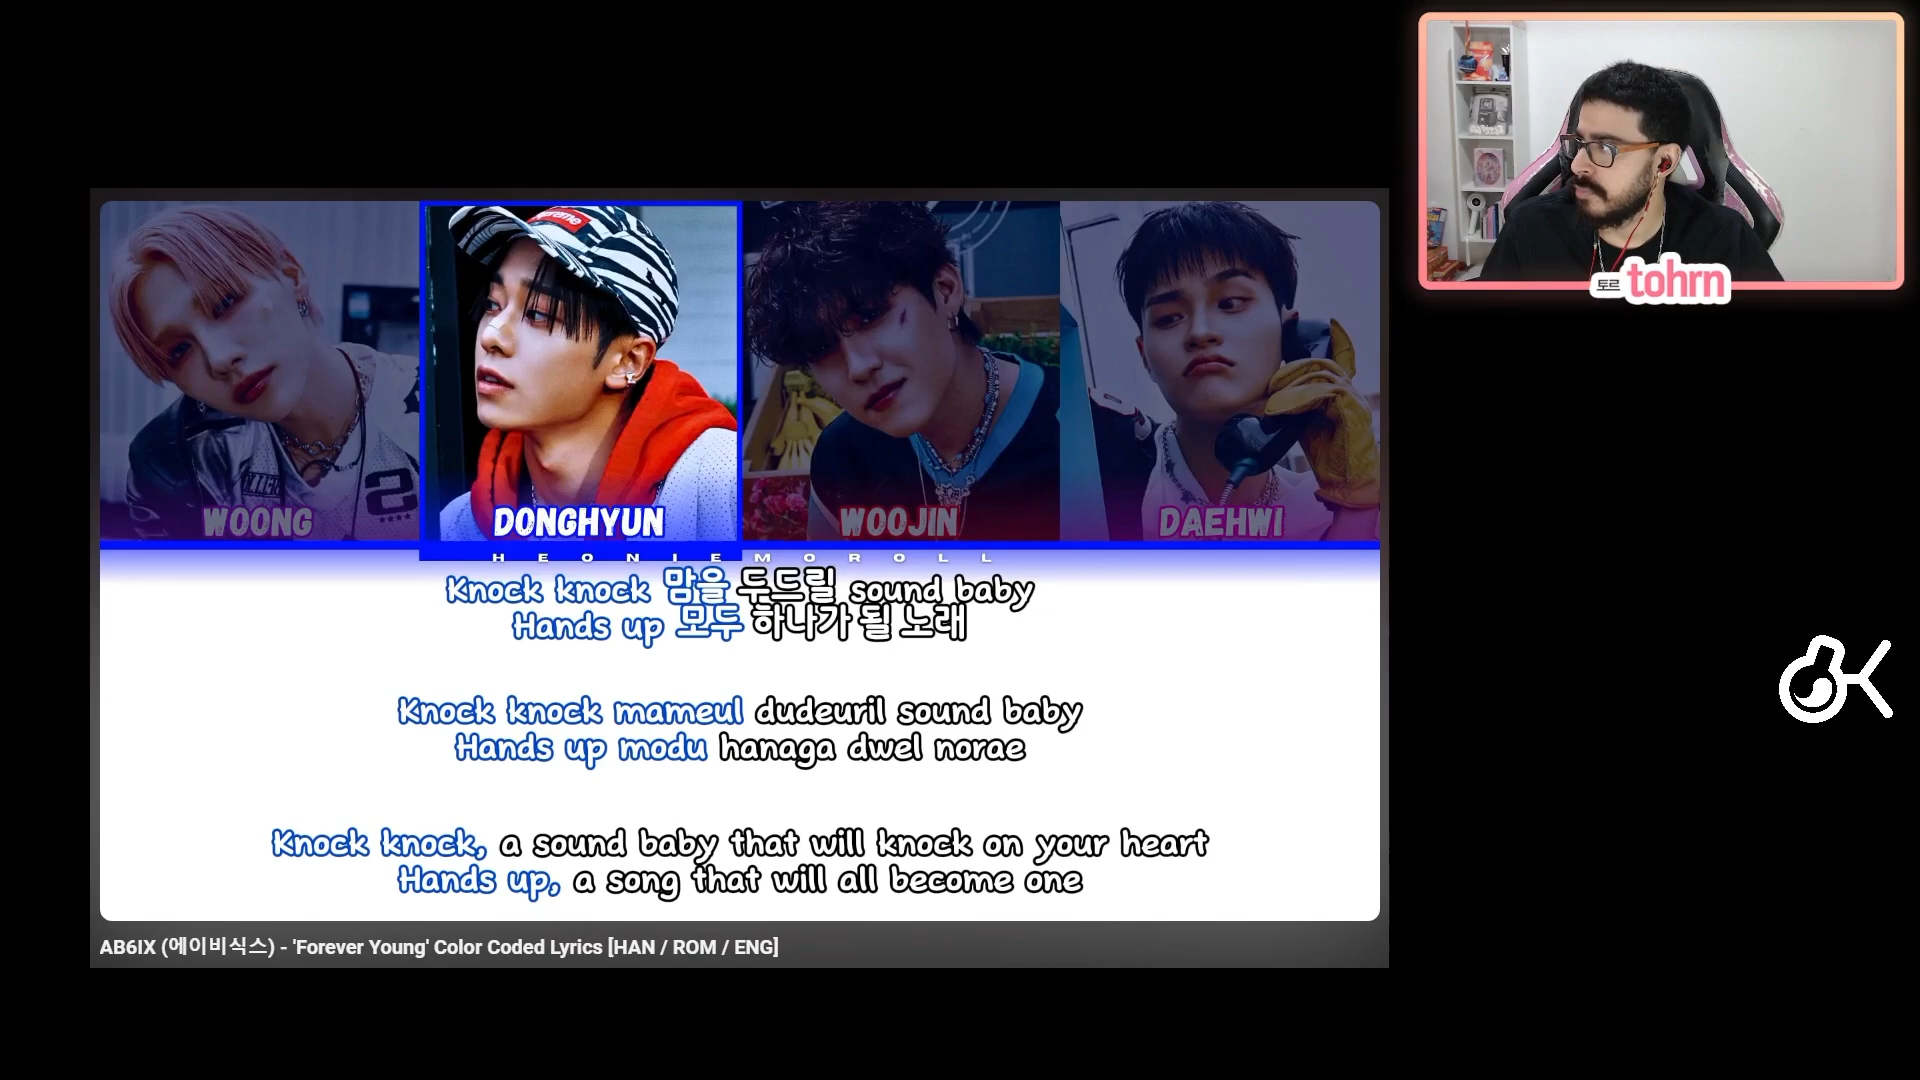 토르 tohrn
Supreme
WOONG
DONGHYUN
WOOJIN
DAEHWI
HEONIEMOROLL
Knock knock 맘을 두드릴 sound baby
Hands up 모두 하나가 될 노래
Knock knock mameul dudeuril sound baby
Hands up modu hanaga dwel norae
Knock knock, a sound baby that will knock on your heart
Hands up, a song that will all become one
AB6IX (에이비식스) - 'Forever Young' Color Coded Lyrics [HAN / ROM / ENG]